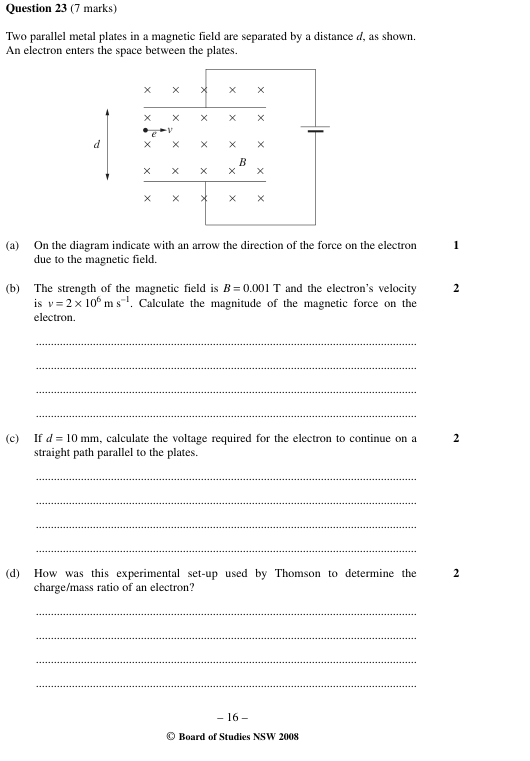 Question 23 (7 marks)
Two parallel metal plates in a magnetic field are separated by a distance d, as shown.
An electron enters the space between the plates.
× × × × ×
× × × × ×
e v
d × × × × ×
B
× × × × ×
× × × × ×
(a) On the diagram indicate with an arrow the direction of the force on the electron 1
due to the magnetic field.
(b) The strength of the magnetic field is B = 0.001 T and the electron's velocity 2
is v = 2 × 10⁶ m s⁻¹. Calculate the magnitude of the magnetic force on the
electron.
(c) If d = 10 mm, calculate the voltage required for the electron to continue on a 2
straight path parallel to the plates.
(d) How was this experimental set-up used by Thomson to determine the 2
charge/mass ratio of an electron?
– 16 –
© Board of Studies NSW 2008